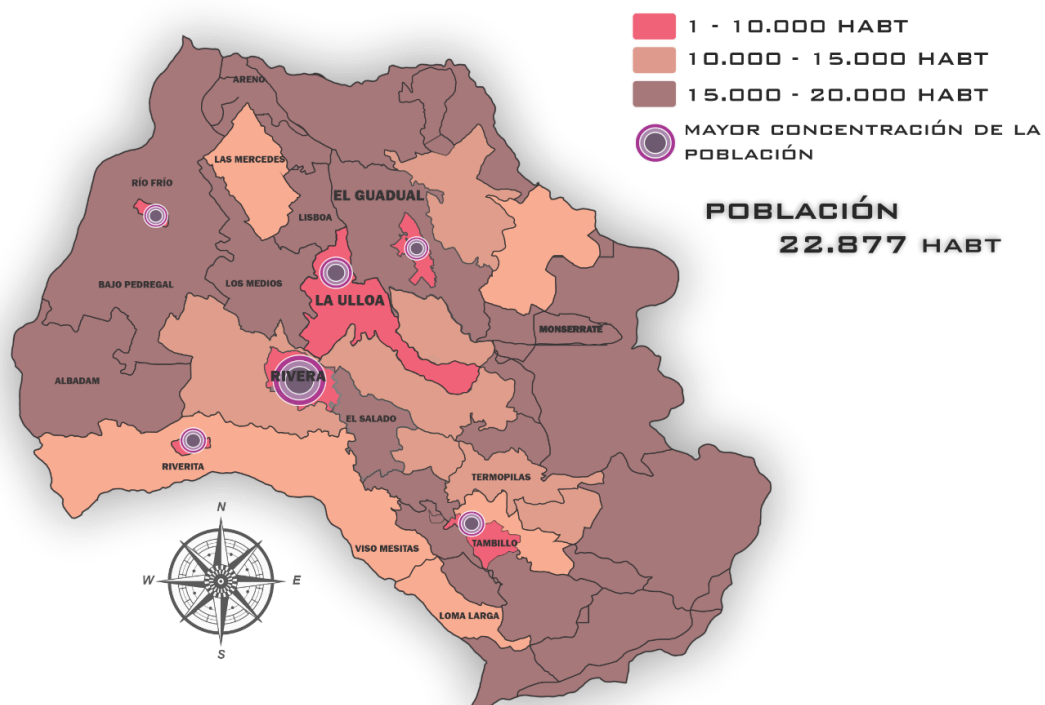 1 - 10.000 HABT
10.000 - 15.000 HABT
15.000 - 20.000 HABT
MAYOR CONCENTRACIÓN DE LA
POBLACIÓN
POBLACIÓN
22.877 HABT
ARENO
LAS MERCEDES
RÍO FRÍO
EL GUADUAL
LISBOA
BAJO PEDREGAL
LOS MEDIOS
LA ULLOA
MONSERRATE
RIVERA
ALBADAM
EL SALADO
RIVERITA
TERMOPILAS
TAMBILLO
VISO MESITAS
LOMA LARGA
N
W
E
S